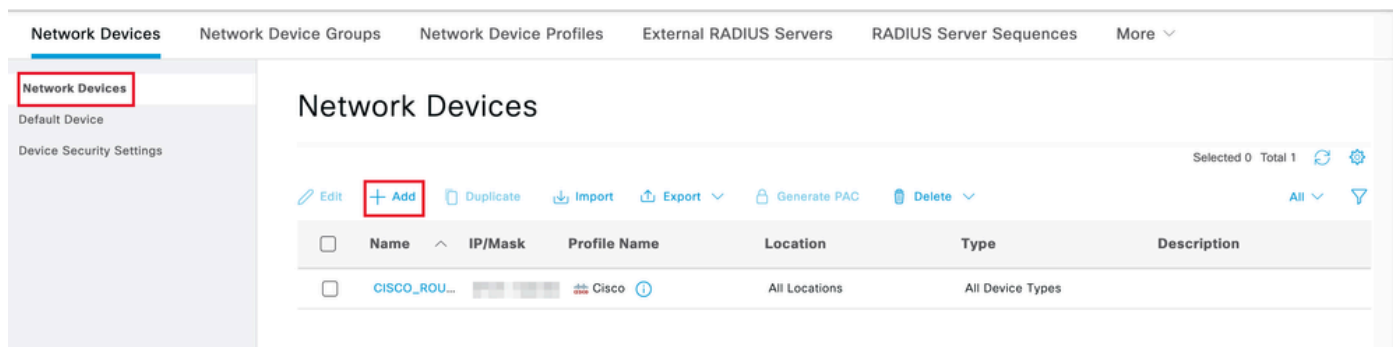 Network Devices Network Device Groups Network Device Profiles External RADIUS Servers RADIUS Server Sequences More
Network Devices
Default Device
Device Security Settings
Network Devices
Selected 0 Total 1
Edit + Add Duplicate Import Export Generate PAC Delete All
Name IP/Mask Profile Name Location Type Description
CISCO_ROU... Cisco All Locations All Device Types